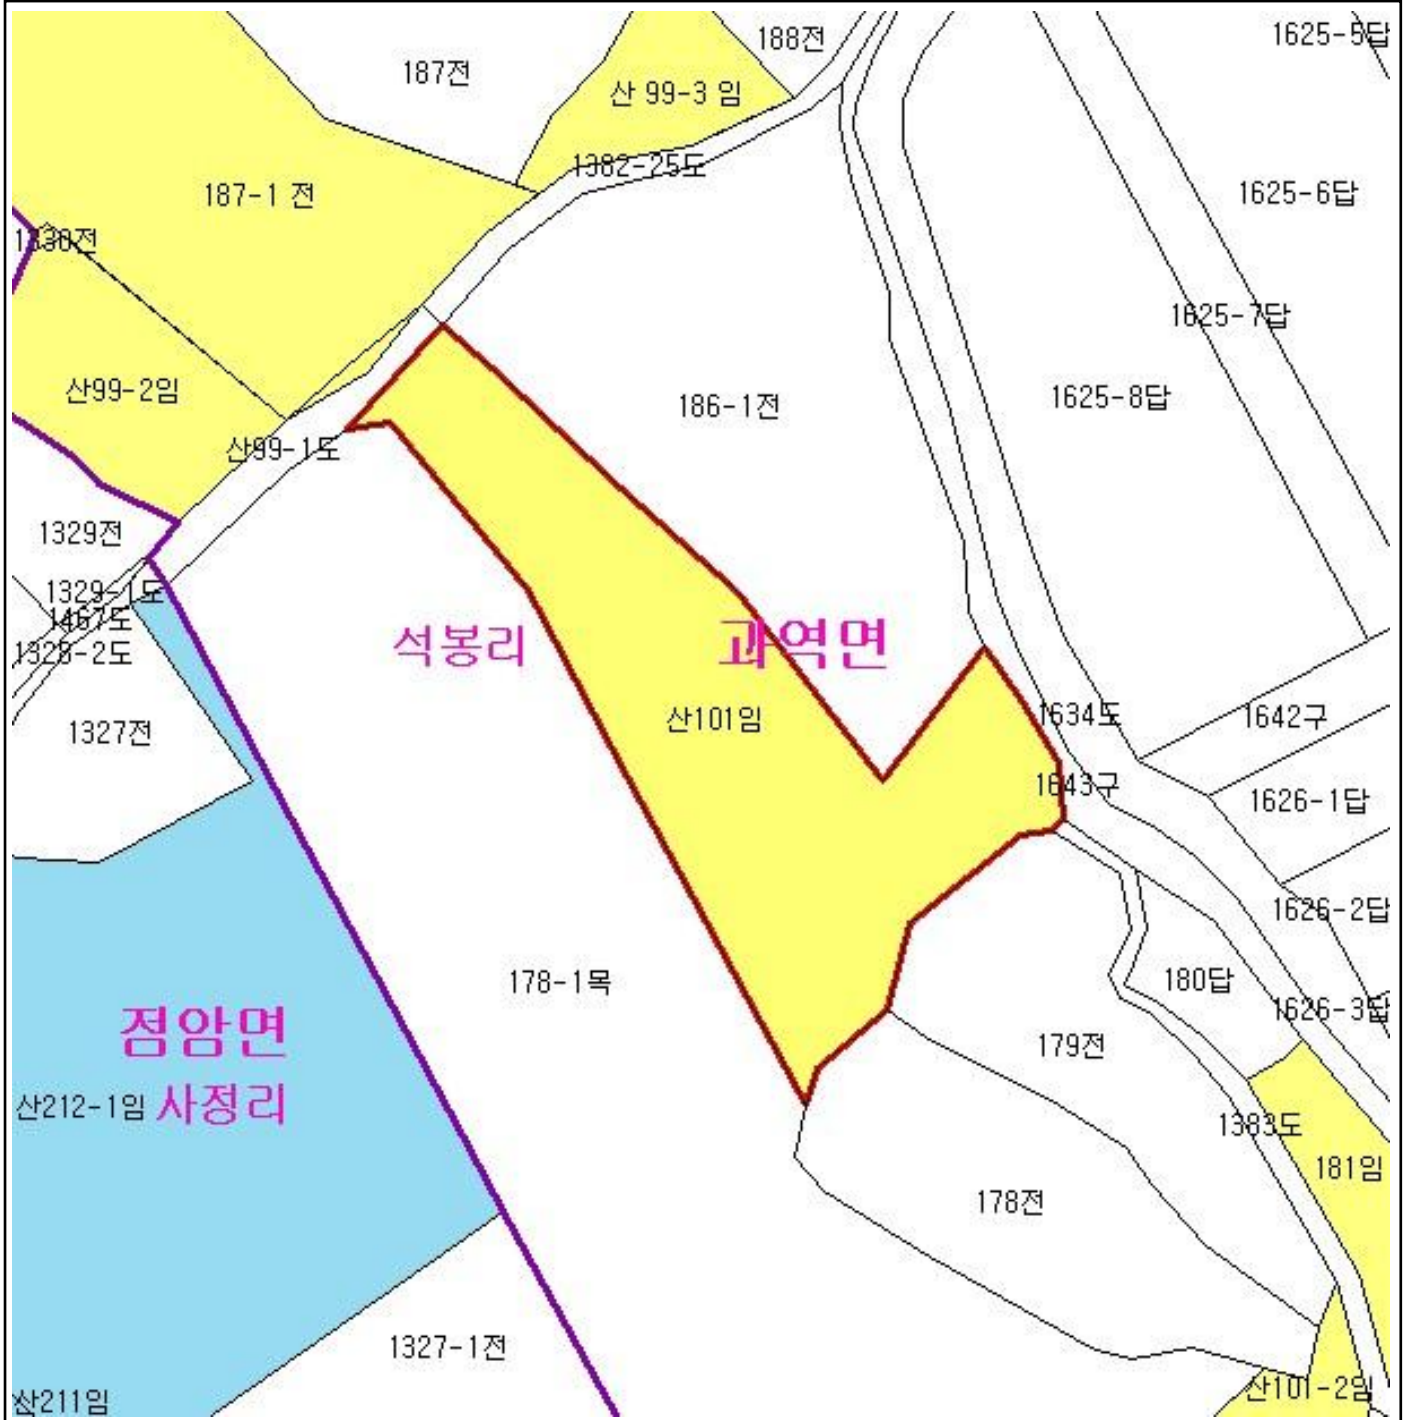 188전
1625-5답
187전
산 99-3 임
1382-25도
187-1 전
1625-6답
1330전
1625-7답
산99-2임
186-1전
1625-8답
산99-1도
1329전
1329-1도
1467도
1328-2도
석봉리
과역면
1327전
산101임
1634도
1642구
1643구
1626-1답
1626-2답
178-1목
180답
1626-3답
점암면
179전
산212-1임
사정리
1383도
181임
178전
1327-1전
산101-2임
산211임